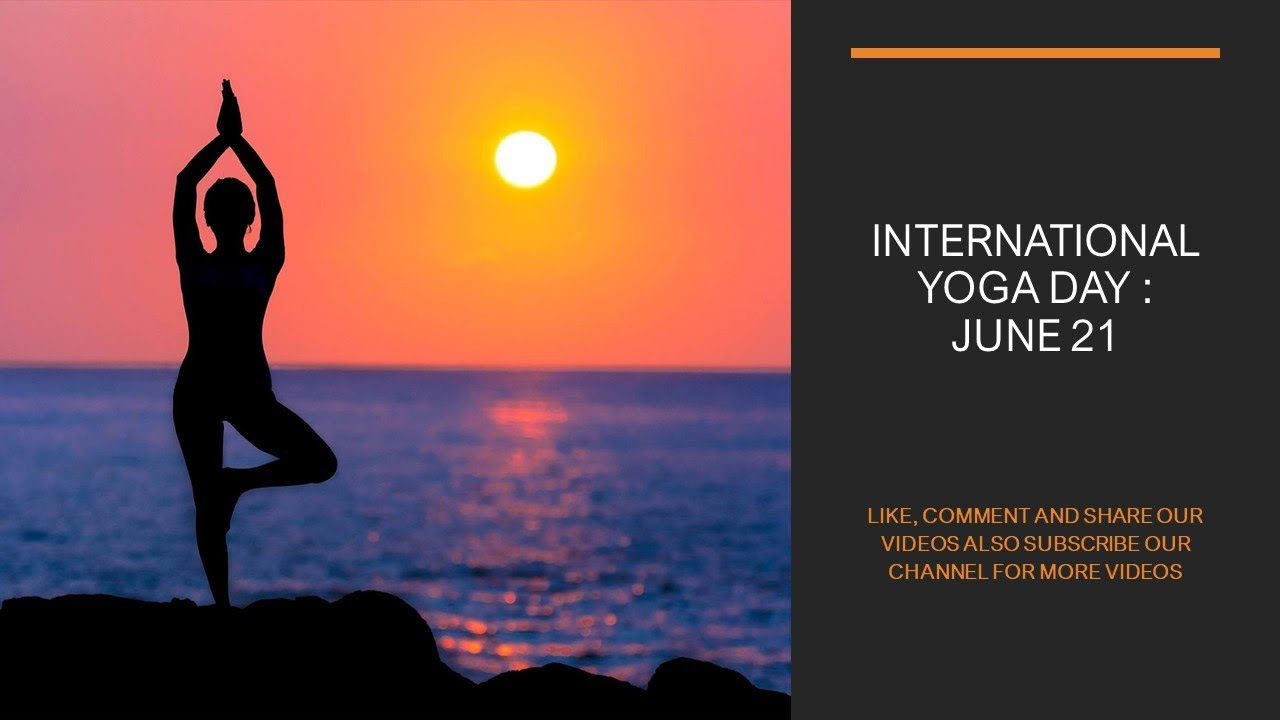 INTERNATIONAL
YOGA DAY :
JUNE 21
LIKE, COMMENT AND SHARE OUR
VIDEOS ALSO SUBSCRIBE OUR
CHANNEL FOR MORE VIDEOS